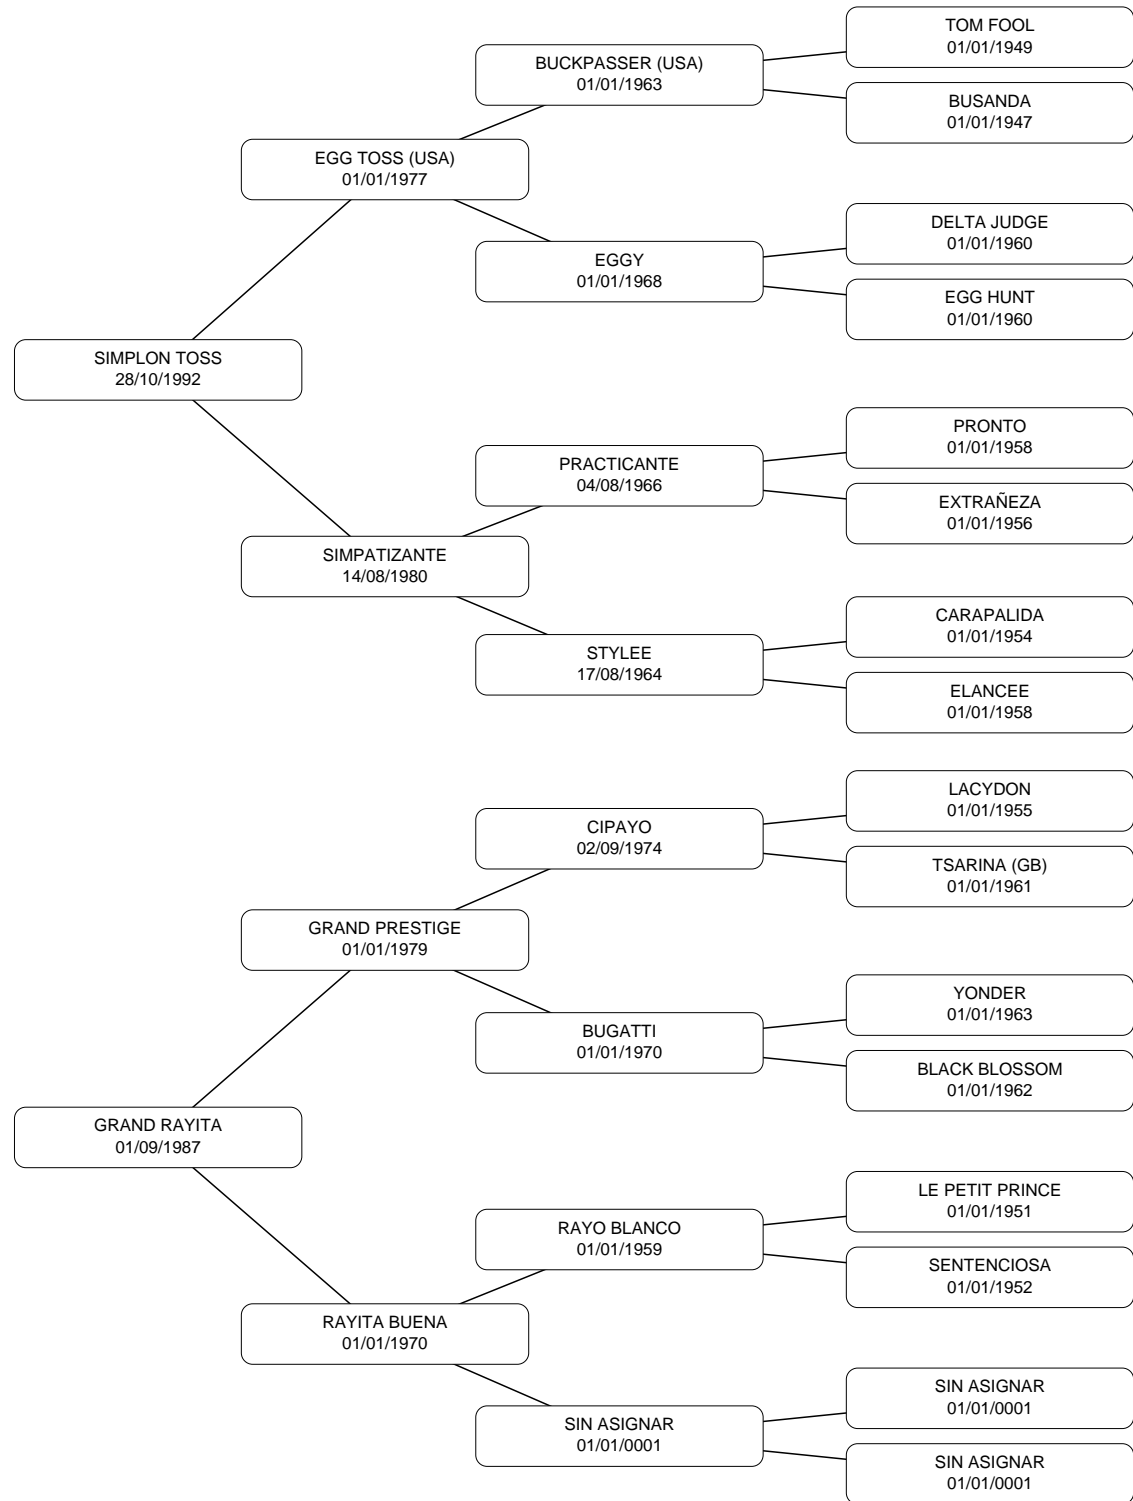 TOM FOOL
01/01/1949
BUCKPASSER (USA)
01/01/1963
BUSANDA
01/01/1947
EGG TOSS (USA)
01/01/1977
DELTA JUDGE
01/01/1960
EGGY
01/01/1968
EGG HUNT
01/01/1960
SIMPLON TOSS
28/10/1992
PRONTO
01/01/1958
PRACTICANTE
04/08/1966
EXTRAÑEZA
01/01/1956
SIMPATIZANTE
14/08/1980
CARAPALIDA
01/01/1954
STYLEE
17/08/1964
ELANCEE
01/01/1958
LACYDON
01/01/1955
CIPAYO
02/09/1974
TSARINA (GB)
01/01/1961
GRAND PRESTIGE
01/01/1979
YONDER
01/01/1963
BUGATTI
01/01/1970
BLACK BLOSSOM
01/01/1962
GRAND RAYITA
01/09/1987
LE PETIT PRINCE
01/01/1951
RAYO BLANCO
01/01/1959
SENTENCIOSA
01/01/1952
RAYITA BUENA
01/01/1970
SIN ASIGNAR
01/01/0001
SIN ASIGNAR
01/01/0001
SIN ASIGNAR
01/01/0001